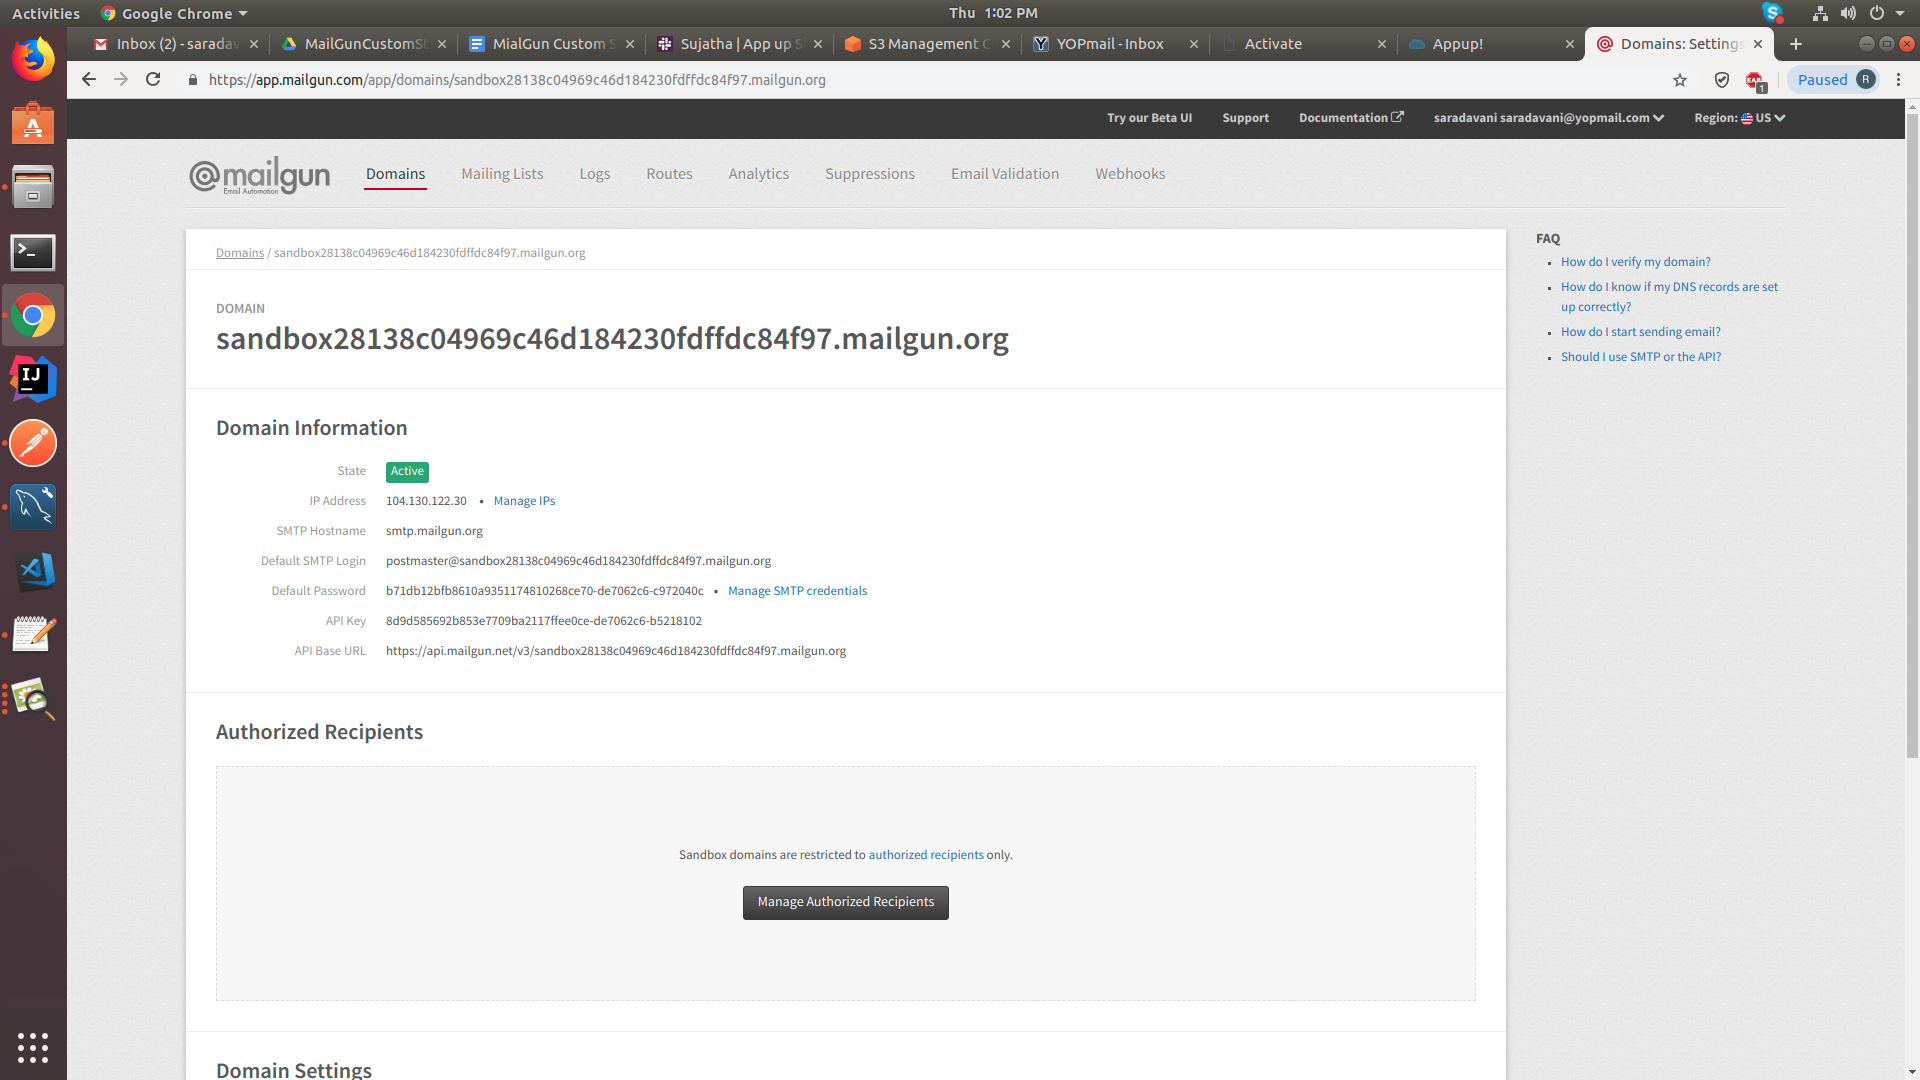 Activities Google Chrome Thu 1:02 PM
Inbox (2) - saradav MailGunCustomSt MialGun Custom S Sujatha | App up S S3 Management C YOPmail - Inbox Activate Appup! Domains: Settings
https://app.mailgun.com/app/domains/sandbox28138c04969c46d184230fdffdc84f97.mailgun.org Paused R
Try our Beta UI Support Documentation saradavani saradavani@yopmail.com Region: US
@mailgun Domains Mailing Lists Logs Routes Analytics Suppressions Email Validation Webhooks
Email Automation
Domains / sandbox28138c04969c46d184230fdffdc84f97.mailgun.org
DOMAIN
sandbox28138c04969c46d184230fdffdc84f97.mailgun.org
Domain Information
State Active
IP Address 104.130.122.30 • Manage IPs
SMTP Hostname smtp.mailgun.org
Default SMTP Login postmaster@sandbox28138c04969c46d184230fdffdc84f97.mailgun.org
Default Password b71db12bfb8610a9351174810268ce70-de7062c6-c972040c • Manage SMTP credentials
API Key 8d9d585692b853e7709ba2117ffee0ce-de7062c6-b5218102
API Base URL https://api.mailgun.net/v3/sandbox28138c04969c46d184230fdffdc84f97.mailgun.org
Authorized Recipients
Sandbox domains are restricted to authorized recipients only.
Manage Authorized Recipients
Domain Settings
FAQ
How do I verify my domain?
How do I know if my DNS records are set
up correctly?
How do I start sending email?
Should I use SMTP or the API?